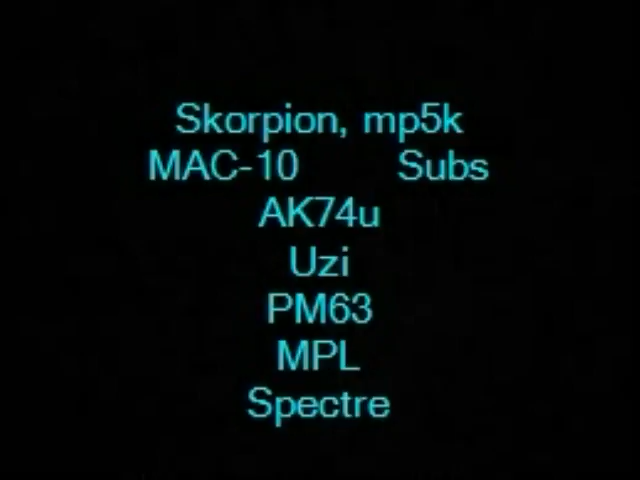 Skorpion, mp5k
MAC-10 Subs
AK74u
Uzi
PM63
MPL
Spectre